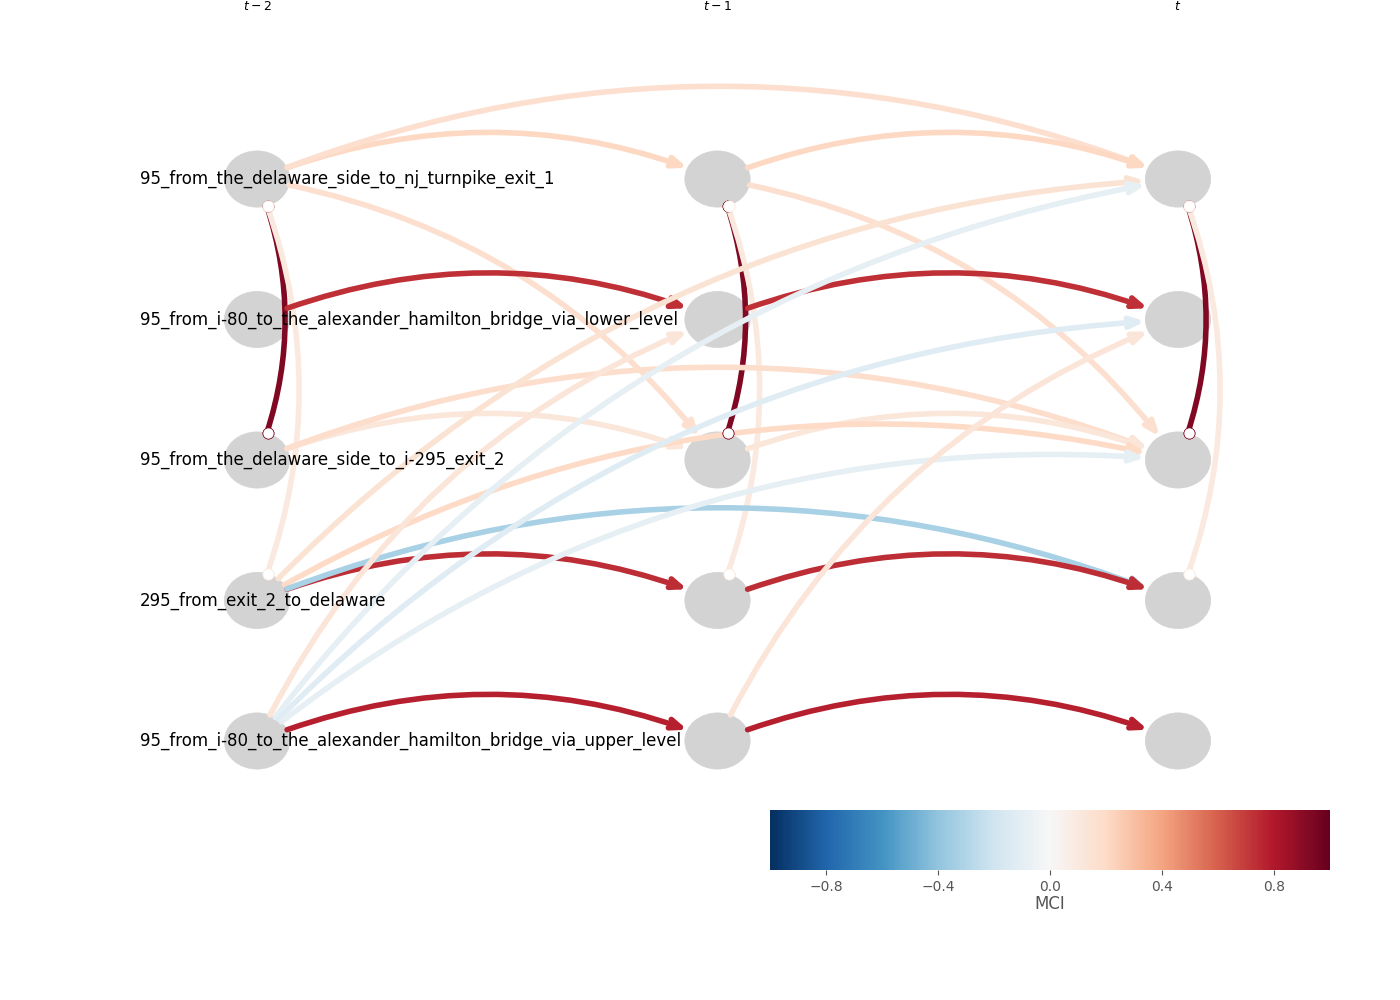 t − 2 t − 1 t
95_from_the_delaware_side_to_nj_turnpike_exit_1
95_from_i-80_to_the_alexander_hamilton_bridge_via_lower_level
95_from_the_delaware_side_to_i-295_exit_2
295_from_exit_2_to_delaware
95_from_i-80_to_the_alexander_hamilton_bridge_via_upper_level
−0.8 −0.4 0.0 0.4 0.8
MCI